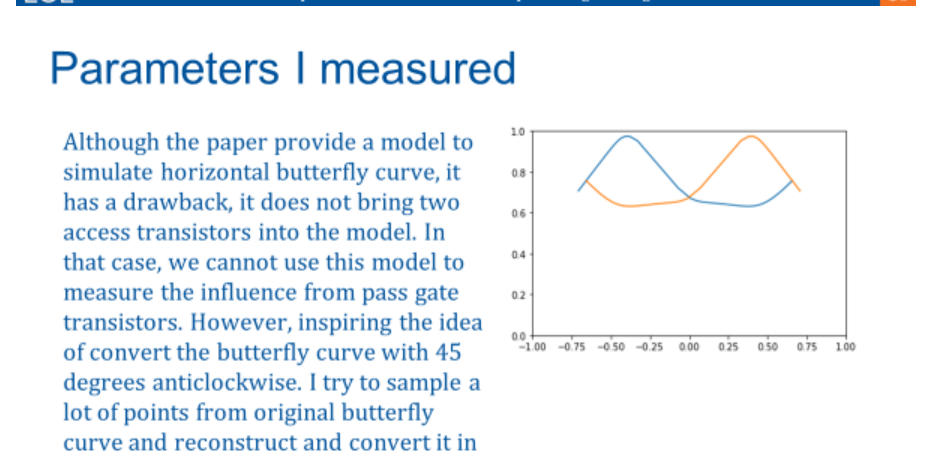 Parameters I measured
Although the paper provide a model to
simulate horizontal butterfly curve, it
has a drawback, it does not bring two
access transistors into the model. In
that case, we cannot use this model to
measure the influence from pass gate
transistors. However, inspiring the idea
of convert the butterfly curve with 45
degrees anticlockwise. I try to sample a
lot of points from original butterfly
curve and reconstruct and convert it in
1.0
0.8
0.6
0.4
0.2
0.0
−1.00 −0.75 −0.50 −0.25 0.00 0.25 0.50 0.75 1.00